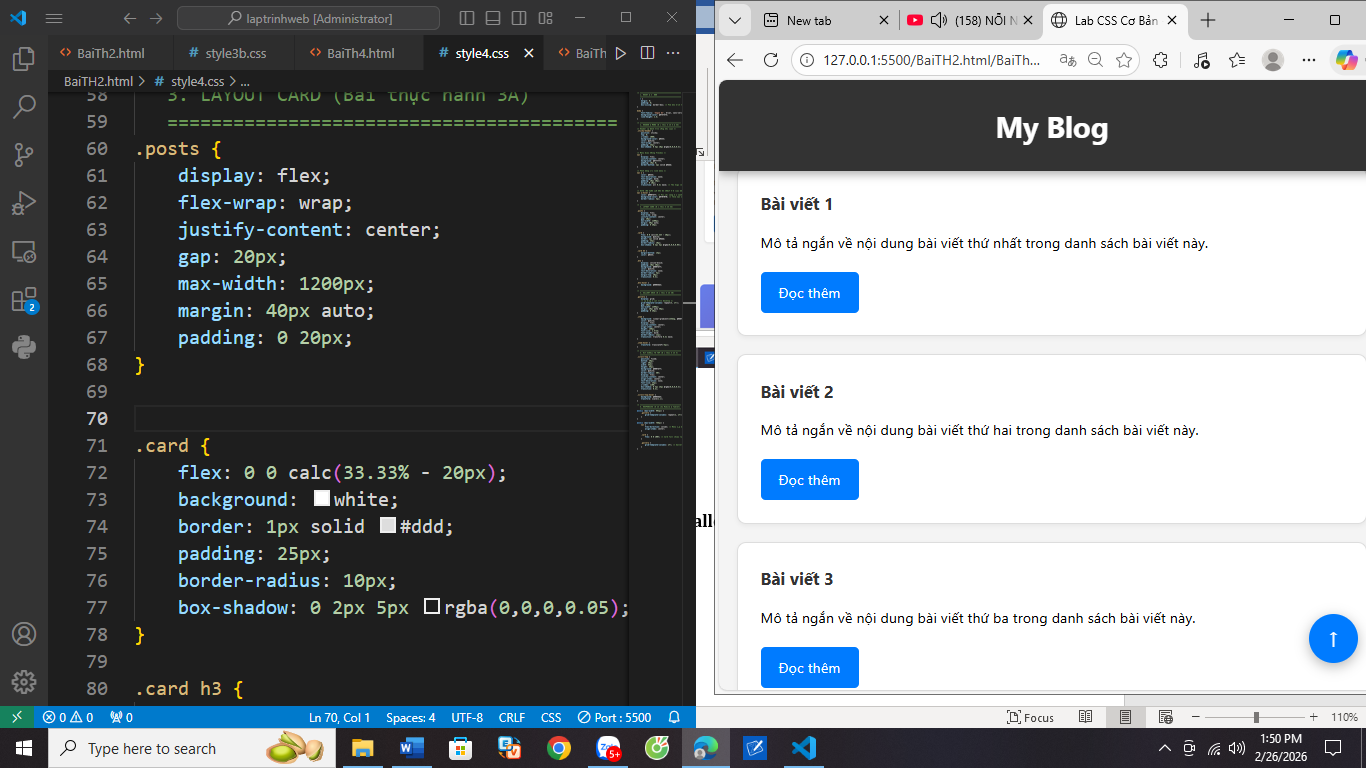 laptrinhweb [Administrator]
BaiTh2.html
style3b.css
BaiTh4.html
style4.css
BaiTh
BaiTH2.html > style4.css > ...
58 3. LAYOUT CARD (Bài thực hành 3A)
59 =========================================
60 .posts {
61 display: flex;
62 flex-wrap: wrap;
63 justify-content: center;
64 gap: 20px;
65 max-width: 1200px;
66 margin: 40px auto;
67 padding: 0 20px;
68 }
69
70
71 .card {
72 flex: 0 0 calc(33.33% - 20px);
73 background: white;
74 border: 1px solid #ddd;
75 padding: 25px;
76 border-radius: 10px;
77 box-shadow: 0 2px 5px rgba(0,0,0,0.05);
78 }
79
80 .card h3 {
2
0 0 0
Ln 70, Col 1 Spaces: 4 UTF-8 CRLF CSS Port : 5500
New tab
(158) NỖI N
Lab CSS Cơ Bản
127.0.0.1:5500/BaiTH2.html/BaiTh...
My Blog
Bài viết 1
Mô tả ngắn về nội dung bài viết thứ nhất trong danh sách bài viết này.
Đọc thêm
Bài viết 2
Mô tả ngắn về nội dung bài viết thứ hai trong danh sách bài viết này.
Đọc thêm
Bài viết 3
Mô tả ngắn về nội dung bài viết thứ ba trong danh sách bài viết này.
Đọc thêm
↑
Focus
110%
Type here to search
5+
1:50 PM
2/26/2026